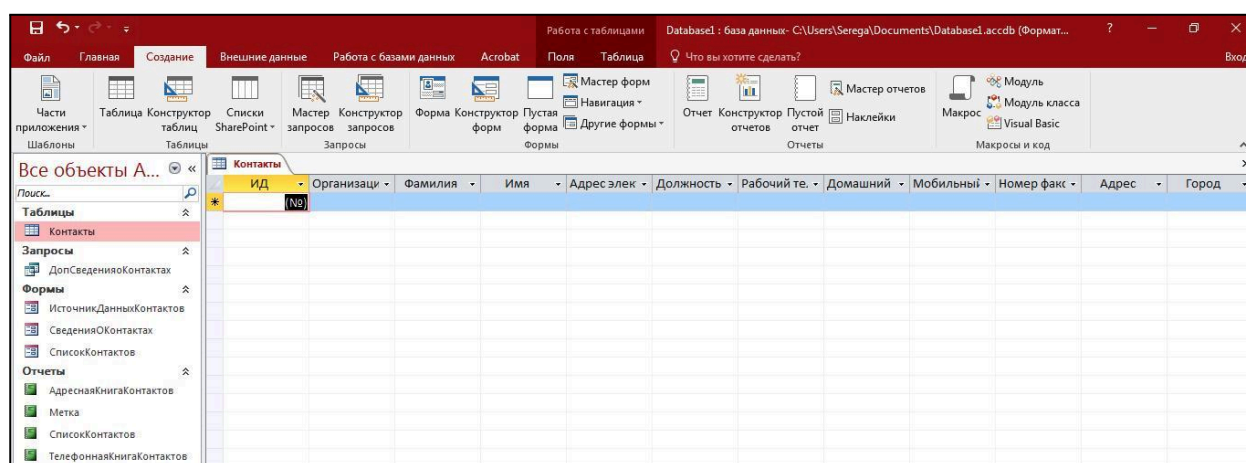 Работа с таблицами
Database1 : база данных- C:\Users\Serega\Documents\Database1.accdb (Формат...
?
Файл Главная Создание Внешние данные Работа с базами данных Acrobat Поля Таблица Что вы хотите сделать? Вход
Части приложения
Таблица
Конструктор таблиц
Списки SharePoint
Мастер запросов
Конструктор запросов
Форма
Конструктор форм
Пустая форма
Мастер форм
Навигация
Другие формы
Отчет
Конструктор отчетов
Пустой отчет
Мастер отчетов
Наклейки
Макрос
Модуль
Модуль класса
Visual Basic
Шаблоны Таблицы Запросы Формы Отчеты Макросы и код
Все объекты A... «
Поиск...
Таблицы
Контакты
Запросы
ДопСведенияоКонтактах
Формы
ИсточникДанныхКонтактов
СведенияОКонтактах
СписокКонтактов
Отчеты
АдреснаяКнигаКонтактов
Метка
СписокКонтактов
ТелефоннаяКнигаКонтактов
Контакты
ИД Организаци Фамилия Имя Адрес элек Должность Рабочий те. Домашний Мобильный Номер факс Адрес Город
* (№)